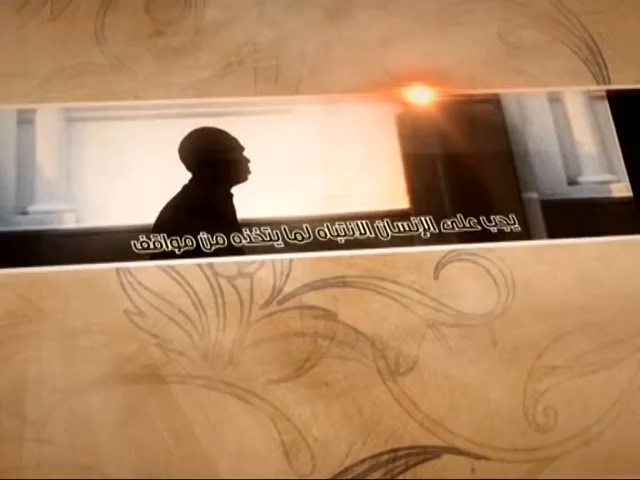 يجب على الإنسان الانتباه لما يتخذه من مواقف